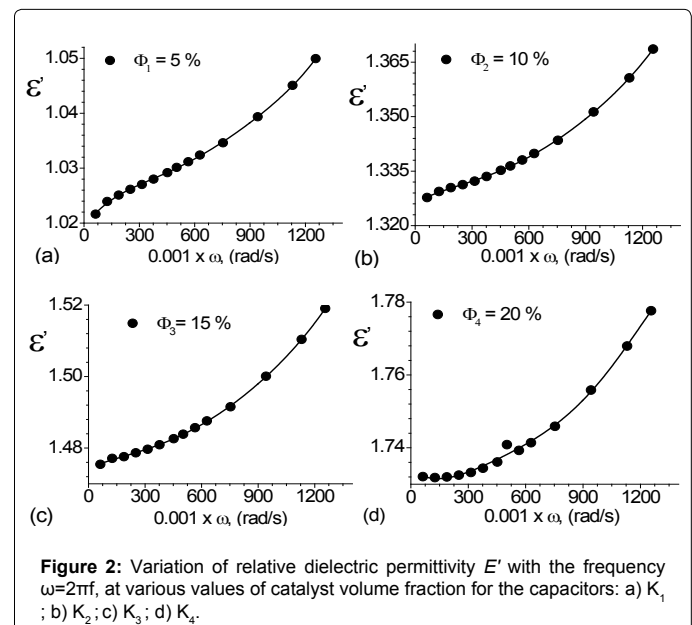 1.05
1.04
1.03
1.02
ε'
Φ₁ = 5 %
0 300 600 900 1200
0.001 x ω, (rad/s)
(a)
1.365
1.350
1.335
1.320
ε'
Φ₂ = 10 %
0 300 600 900 1200
0.001 x ω, (rad/s)
(b)
1.52
1.50
1.48
ε'
Φ₃= 15 %
0 300 600 900 1200
0.001 x ω, (rad/s)
(c)
1.78
1.76
1.74
Φ₄ = 20 %
0 300 600 900 1200
0.001 x ω, (rad/s)
(d)
Figure 2: Variation of relative dielectric permittivity E' with the frequency
ω=2πf, at various values of catalyst volume fraction for the capacitors: a) K₁
; b) K₂ ; c) K₃ ; d) K₄.